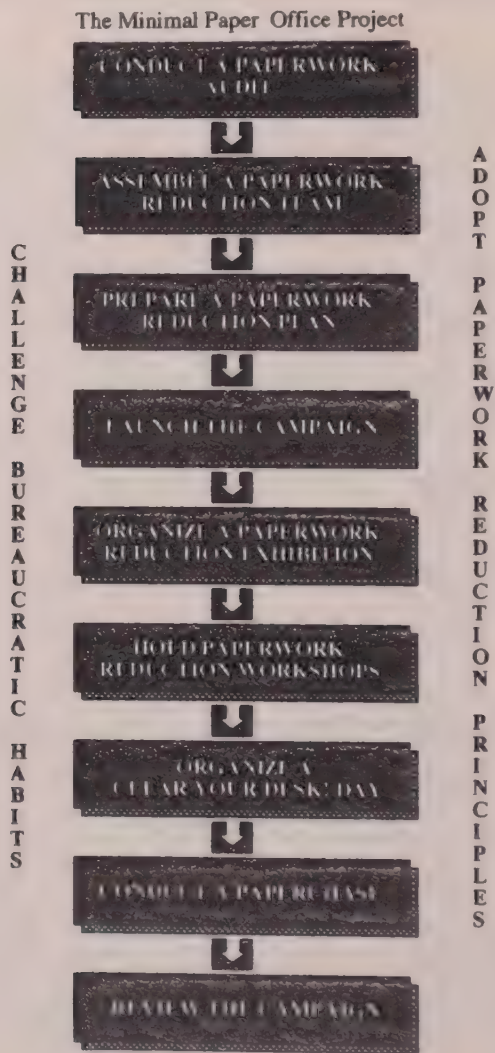 The Minimal Paper Office Project
CONDUCT A PAPERWORK
AUDIT
ASSEMBLE A PAPERWORK
REDUCTION TEAM
PREPARE A PAPERWORK
REDUCTION PLAN
LAUNCH THE CAMPAIGN
ORGANIZE A PAPERWORK
REDUCTION EXHIBITION
HOLD PAPERWORK
REDUCTION WORKSHOPS
ORGANIZE A
CLEAR YOUR DESK! DAY
CONDUCT A PAPERCHASE
REVIEW THE CAMPAIGN
CHALLENGE BUREAUCRATIC HABITS
ADOPT PAPERWORK REDUCTION PRINCIPLES